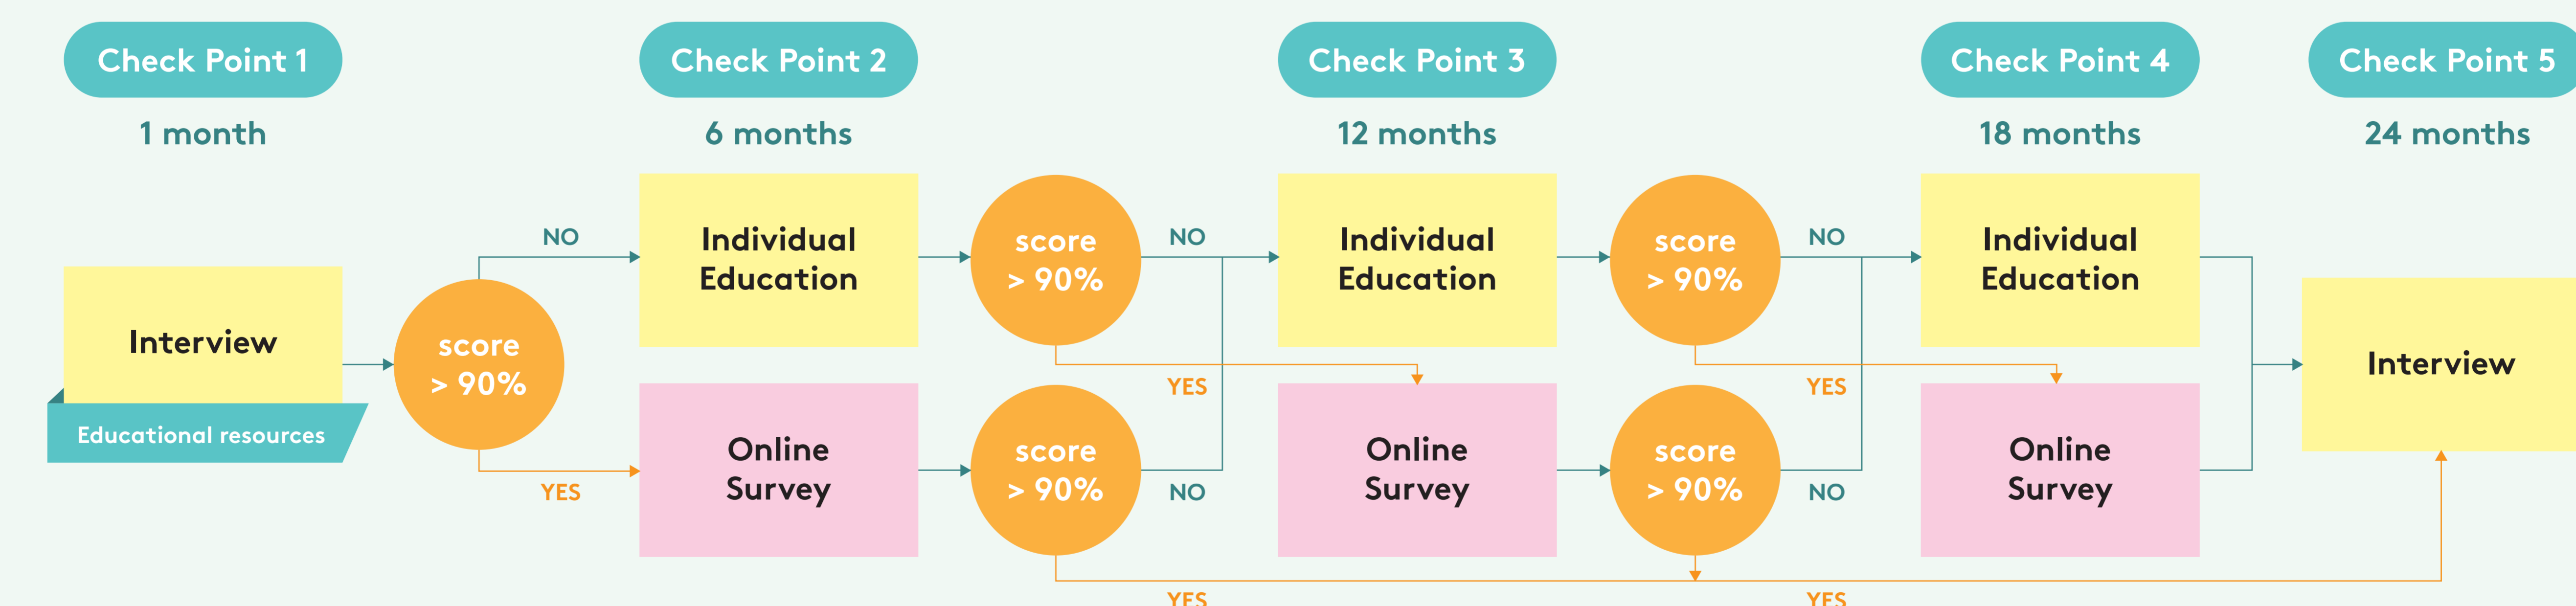 Check Point 1
Check Point 2
Check Point 3
Check Point 4
Check Point 5
1 month
6 months
12 months
18 months
24 months
Interview
Educational resources
score
> 90%
NO
YES
Individual
Education
Online
Survey
score
> 90%
NO
YES
score
> 90%
NO
YES
Individual
Education
Online
Survey
score
> 90%
NO
YES
score
> 90%
NO
YES
Individual
Education
Online
Survey
Interview